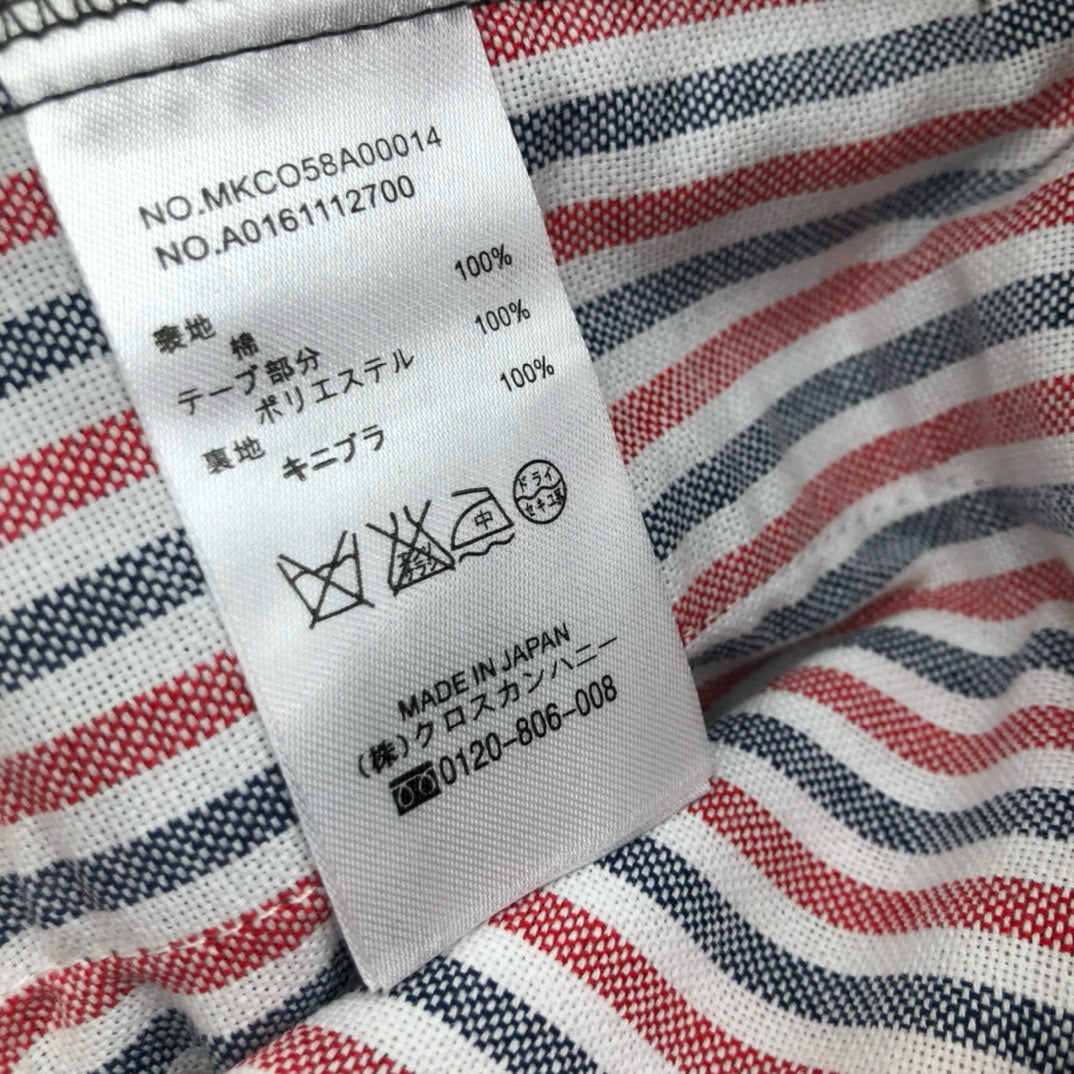 NO.MKCO58A00014
NO.A0161112700
表地
綿 100%
テープ部分
ポリエステル 100%
裏地
キュプラ 100%
中
ドライ
セキユ系
MADE IN JAPAN
(株)クロスカンパニー
0120-806-008